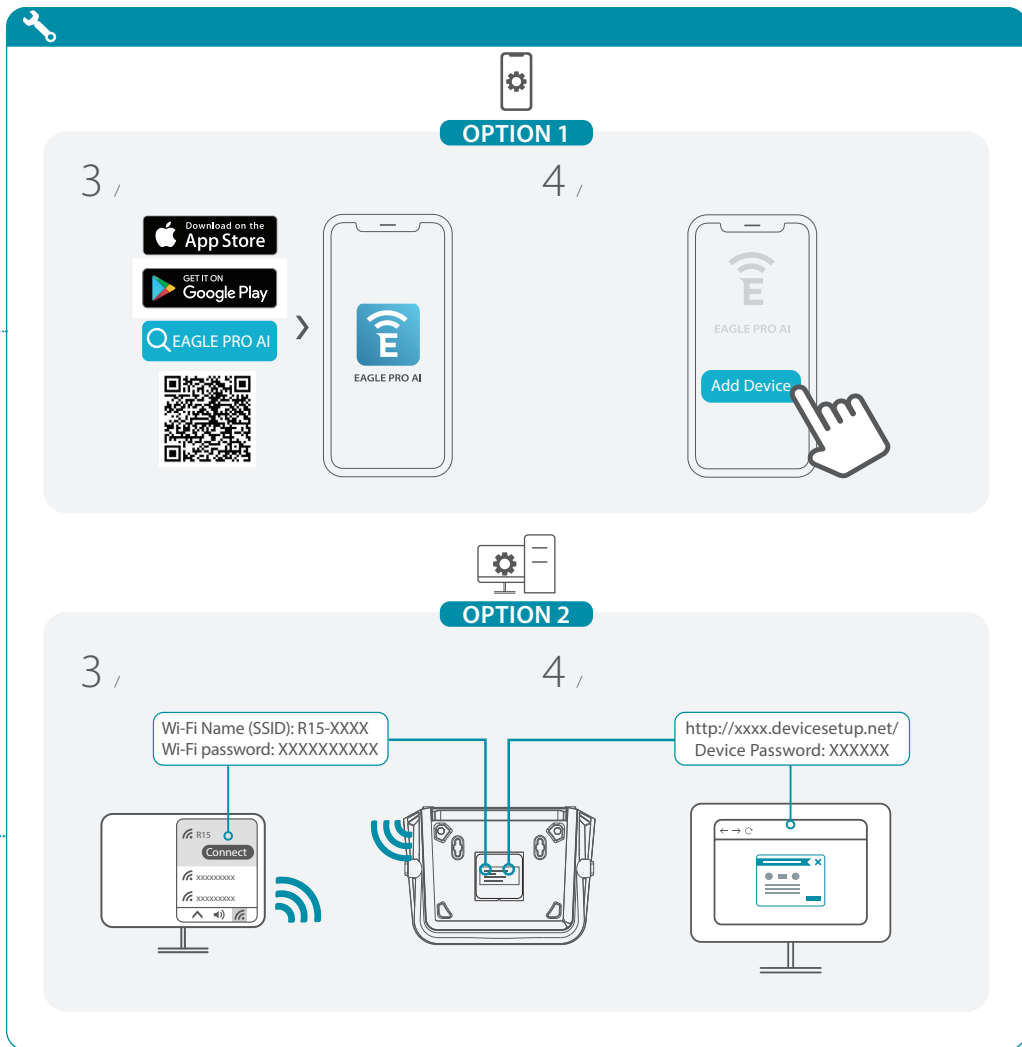 OPTION 1
3 /
Download on the
App Store
GET IT ON
Google Play
EAGLE PRO AI
EAGLE PRO AI
4 /
EAGLE PRO AI
Add Device
OPTION 2
3 /
Wi-Fi Name (SSID): R15-XXXX
Wi-Fi password: XXXXXXXXXX
R15
Connect
xxxxxxxxx
xxxxxxxxx
4 /
http://xxxx.devicesetup.net/
Device Password: XXXXXX